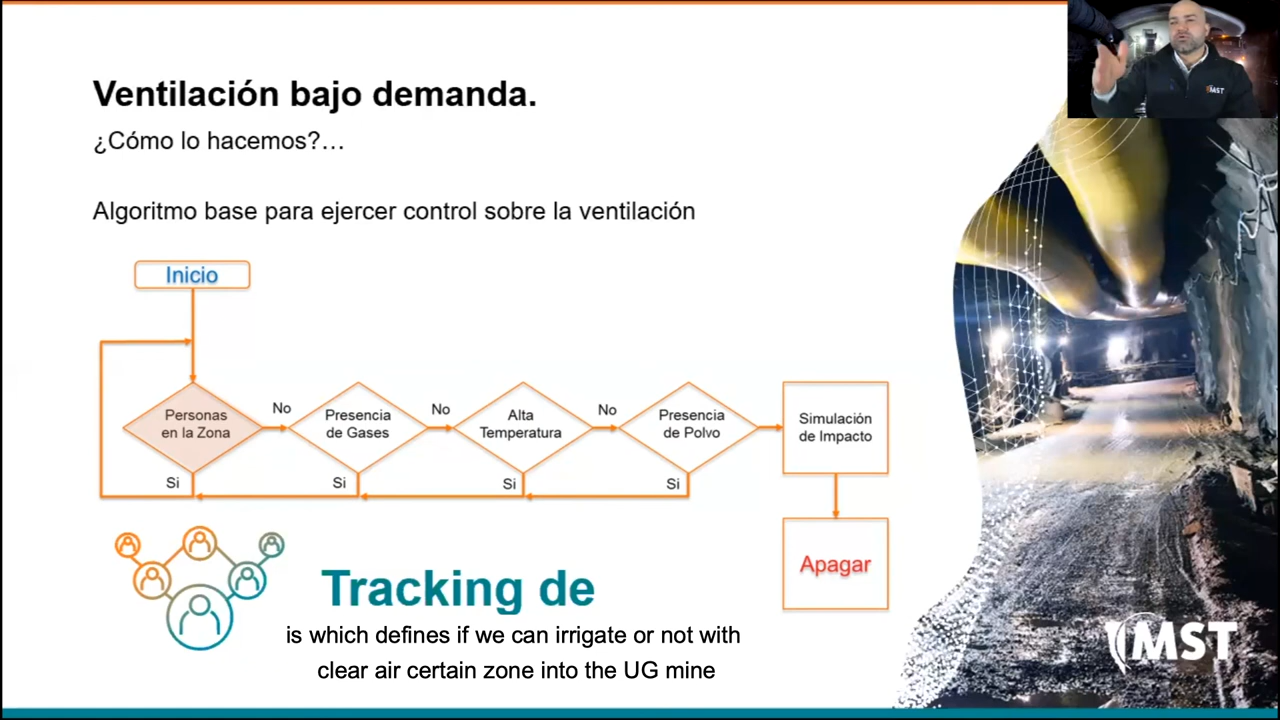 MST
Ventilación bajo demanda.
¿Cómo lo hacemos?…
Algoritmo base para ejercer control sobre la ventilación
Inicio
Personas
en la Zona
No
Presencia
de Gases
No
Alta
Temperatura
No
Presencia
de Polvo
Simulación
de Impacto
Si
Si
Si
Si
Apagar
Tracking de
is which defines if we can irrigate or not with
clear air certain zone into the UG mine
MST